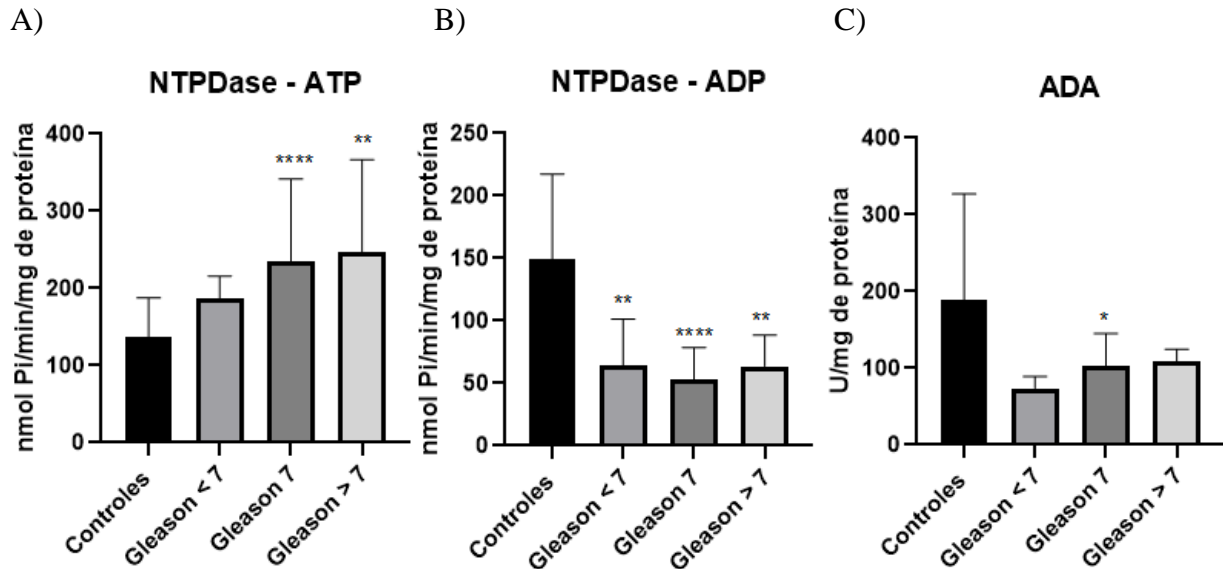 A)
NTPDase - ATP
nmol Pi/min/mg de proteína
400
300
200
100
0
****
**
Controles
Gleason < 7
Gleason 7
Gleason > 7
B)
NTPDase - ADP
nmol Pi/min/mg de proteína
250
200
150
100
50
0
**
****
**
Controles
Gleason < 7
Gleason 7
Gleason > 7
C)
ADA
U/mg de proteína
400
300
200
100
0
*
Controles
Gleason < 7
Gleason 7
Gleason > 7